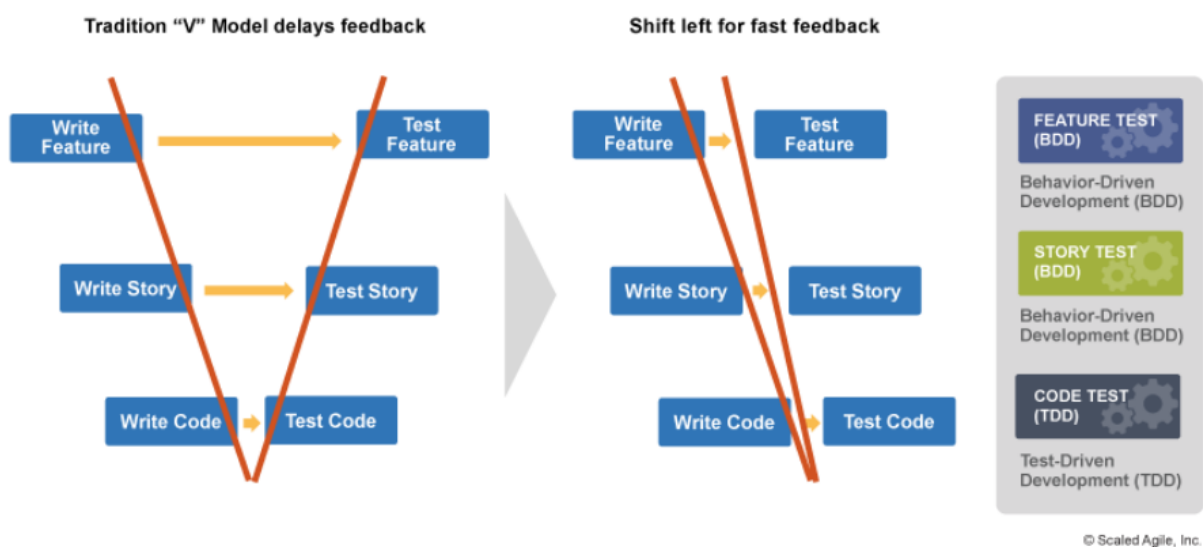 Tradition “V” Model delays feedback
Shift left for fast feedback
Write
Feature
Test
Feature
Write Story
Test Story
Write Code
Test Code
Write
Feature
Test
Feature
Write Story
Test Story
Write Code
Test Code
FEATURE TEST
(BDD)
Behavior-Driven
Development (BDD)
STORY TEST
(BDD)
Behavior-Driven
Development (BDD)
CODE TEST
(TDD)
Test-Driven
Development (TDD)
© Scaled Agile, Inc.